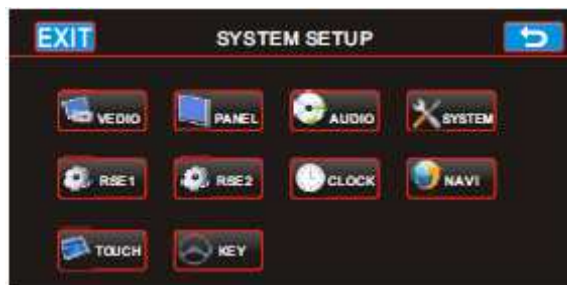 EXIT SYSTEM SETUP
VEDIO PANEL AUDIO SYSTEM
RSE1 RSE2 CLOCK NAVI
TOUCH KEY